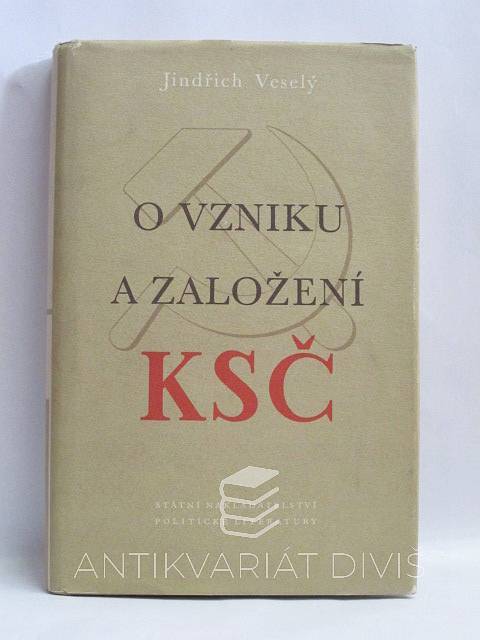 Jindřich Veselý
O VZNIKU
A ZALOŽENÍ
KSČ
STÁTNÍ NAKLADATELSTVÍ
POLITICKÉ LITERATURY
ANTIKVARIÁT DIVIŠ